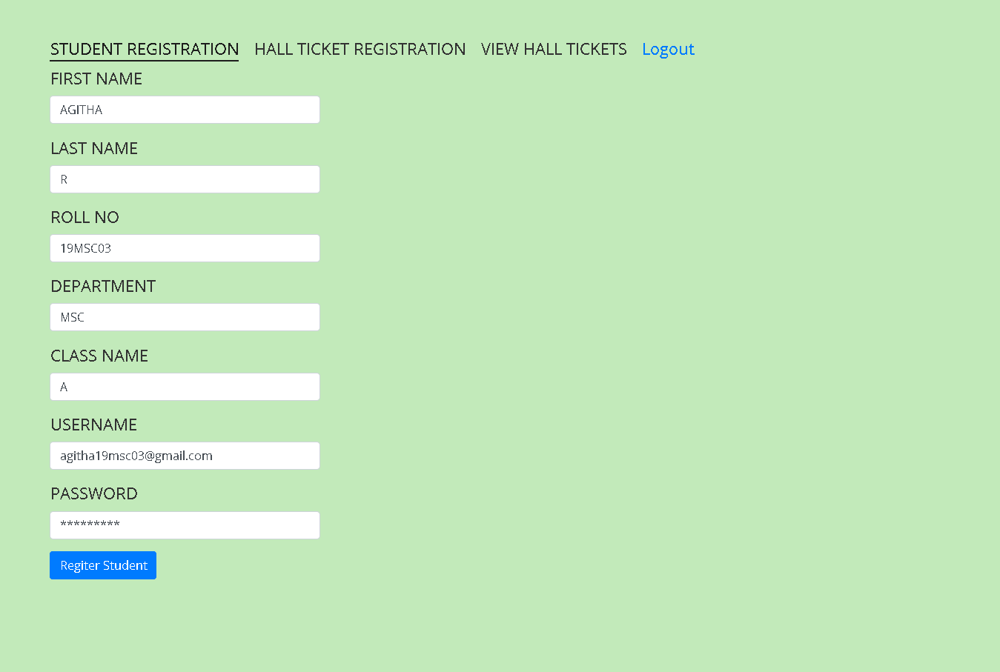 STUDENT REGISTRATION HALL TICKET REGISTRATION VIEW HALL TICKETS Logout
FIRST NAME
AGITHA
LAST NAME
R
ROLL NO
19MSC03
DEPARTMENT
MSC
CLASS NAME
A
USERNAME
agitha19msc03@gmail.com
PASSWORD
*********
Regiter Student